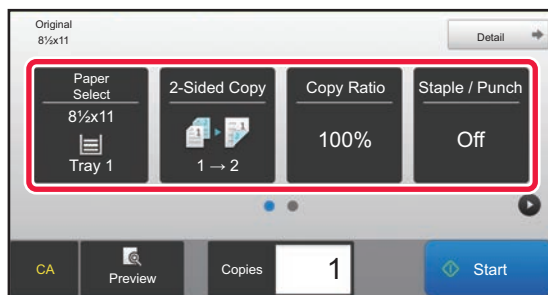 Original
8½x11
Detail
Paper
Select
8½x11
Tray 1
2-Sided Copy
1 → 2
Copy Ratio
100%
Staple / Punch
Off
CA
Preview
Copies
1
Start